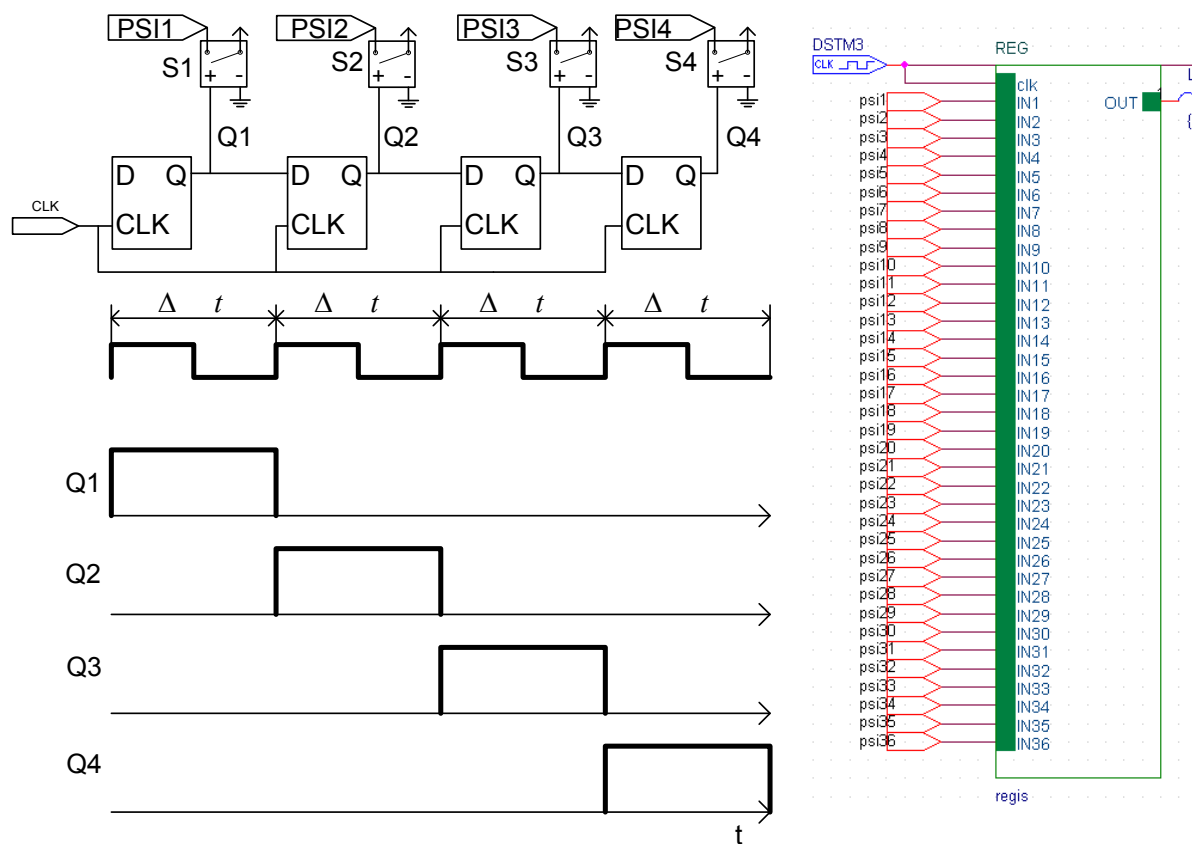 PSI1 PSI2 PSI3 PSI4
S1 S2 S3 S4
+ - + - + - + -
Q1 Q2 Q3 Q4
D Q D Q D Q D Q
CLK
CLK CLK CLK CLK
Δ t Δ t Δ t Δ t
Q1
Q2
Q3
Q4
t
DSTM3 REG
CLK
clk
OUT
L
{
psi1 IN1
psi2 IN2
psi3 IN3
psi4 IN4
psi5 IN5
psi6 IN6
psi7 IN7
psi8 IN8
psi9 IN9
psi10 IN10
psi11 IN11
psi12 IN12
psi13 IN13
psi14 IN14
psi15 IN15
psi16 IN16
psi17 IN17
psi18 IN18
psi19 IN19
psi20 IN20
psi21 IN21
psi22 IN22
psi23 IN23
psi24 IN24
psi25 IN25
psi26 IN26
psi27 IN27
psi28 IN28
psi29 IN29
psi30 IN30
psi31 IN31
psi32 IN32
psi33 IN33
psi34 IN34
psi35 IN35
psi36 IN36
regis